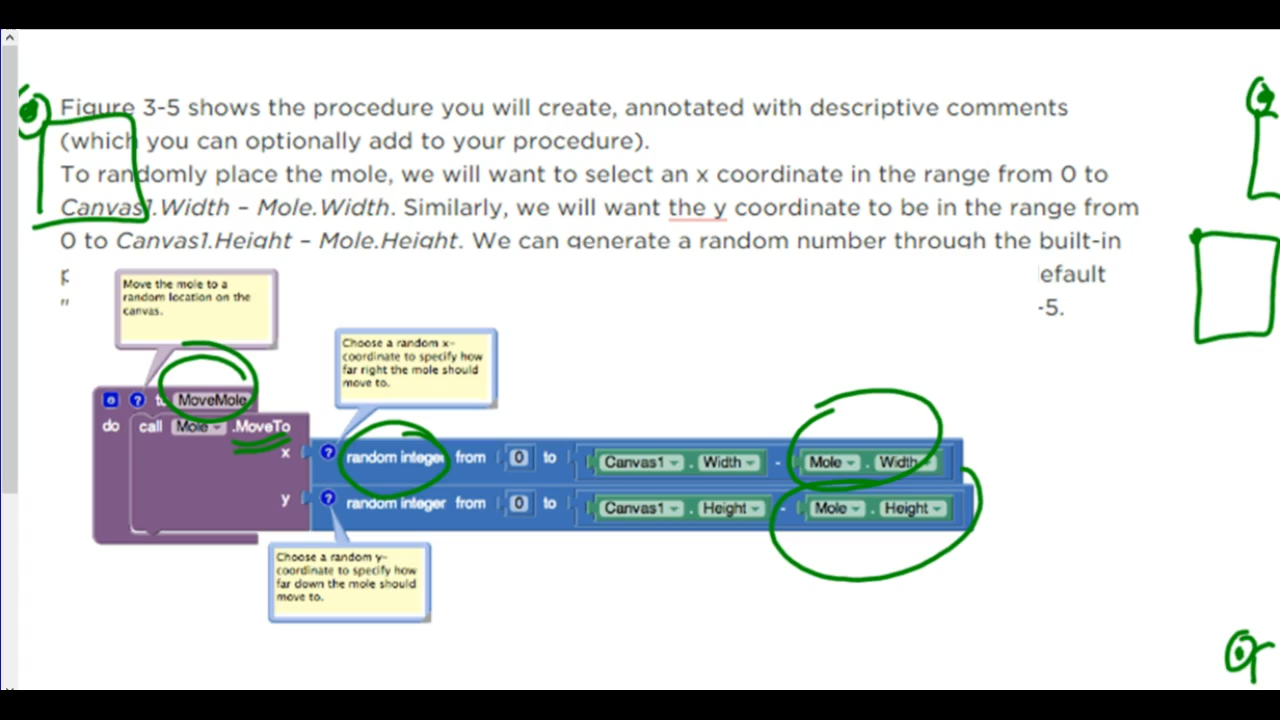 Figure 3-5 shows the procedure you will create, annotated with descriptive comments
(which you can optionally add to your procedure).
To randomly place the mole, we will want to select an x coordinate in the range from 0 to
Canvas1.Width – Mole.Width. Similarly, we will want the y coordinate to be in the range from
0 to Canvas1.Height – Mole.Height. We can generate a random number through the built-in
efault
" -5.
Move the mole to a
random location on the
canvas.
Choose a random x-
coordinate to specify how
far right the mole should
move to.
to MoveMole
do call Mole .MoveTo
x random integer from 0 to Canvas1 . Width - Mole . Width
y random integer from 0 to Canvas1 . Height - Mole . Height
Choose a random y-
coordinate to specify how
far down the mole should
move to.